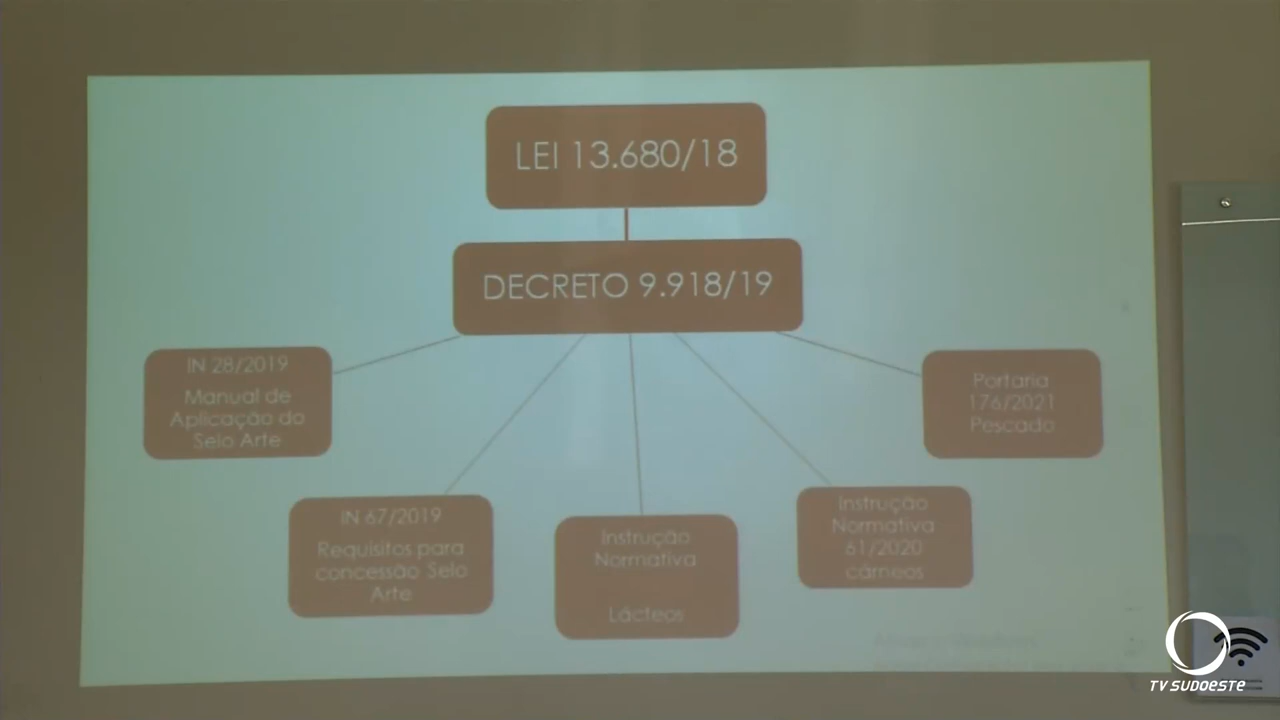 LEI 13.680/18
DECRETO 9.918/19
IN 28/2019
Manual de
Aplicação do
Selo Arte
Portaria
176/2021
Pescado
IN 67/2019
Requisitos para
concessão Selo
Arte
Instrução
Normativa
Lácteos
Instrução
Normativa
61/2020
cárneos
TV SUDOESTE